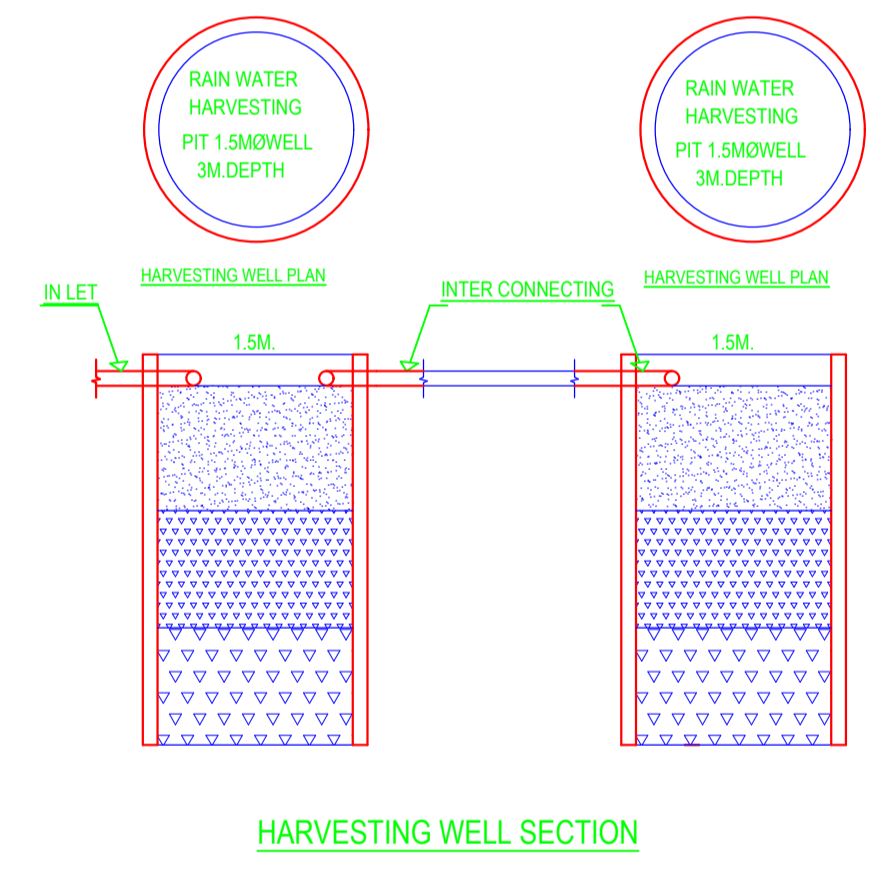 RAIN WATER
HARVESTING
PIT 1.5MØWELL
3M.DEPTH
RAIN WATER
HARVESTING
PIT 1.5MØWELL
3M.DEPTH
HARVESTING WELL PLAN
HARVESTING WELL PLAN
IN LET
INTER CONNECTING
1.5M.
1.5M.
HARVESTING WELL SECTION